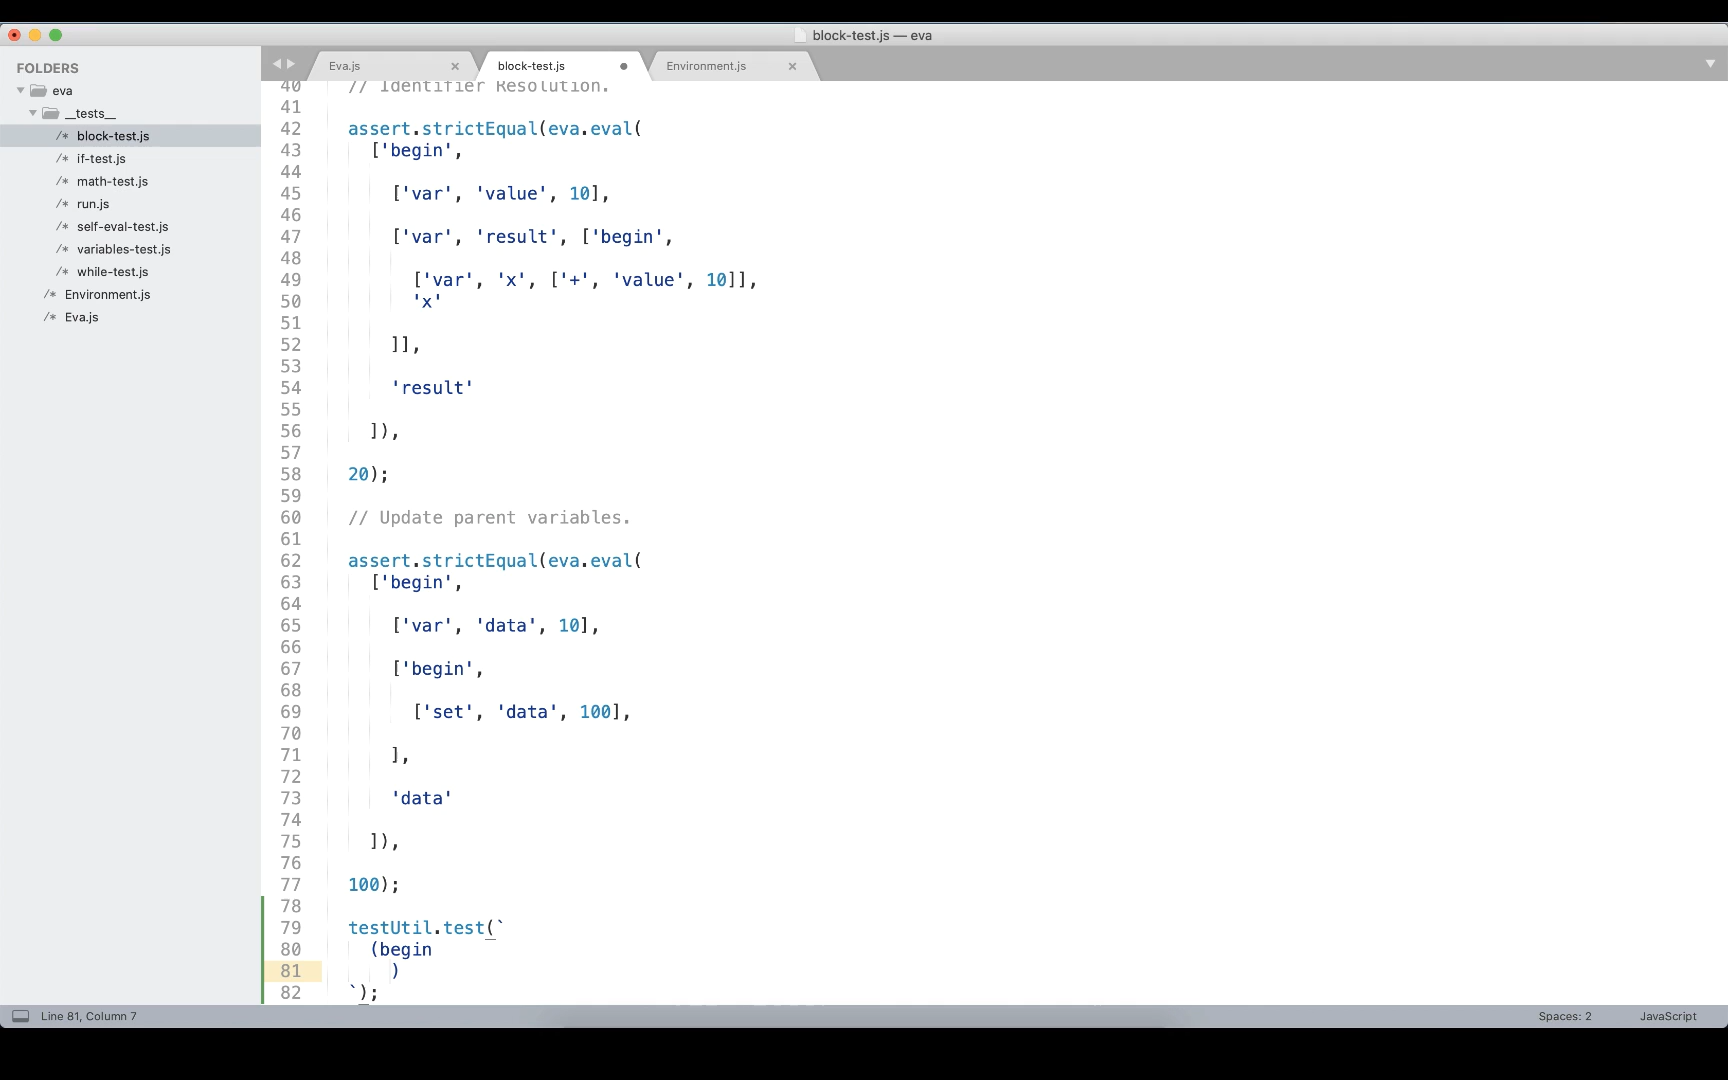 block-test.js — eva
FOLDERS
eva
__tests__
/* block-test.js
/* if-test.js
/* math-test.js
/* run.js
/* self-eval-test.js
/* variables-test.js
/* while-test.js
/* Environment.js
/* Eva.js
Eva.js
block-test.js
Environment.js
40 // Identifier Resolution.
41
42 assert.strictEqual(eva.eval(
43 ['begin',
44
45 ['var', 'value', 10],
46
47 ['var', 'result', ['begin',
48
49 ['var', 'x', ['+', 'value', 10]],
50 'x'
51
52 ]],
53
54 'result'
55
56 ]),
57
58 20);
59
60 // Update parent variables.
61
62 assert.strictEqual(eva.eval(
63 ['begin',
64
65 ['var', 'data', 10],
66
67 ['begin',
68
69 ['set', 'data', 100],
70
71 ],
72
73 'data'
74
75 ]),
76
77 100);
78
79 testUtil.test(`
80 (begin
81 )
82 `);
Line 81, Column 7
Spaces: 2
JavaScript